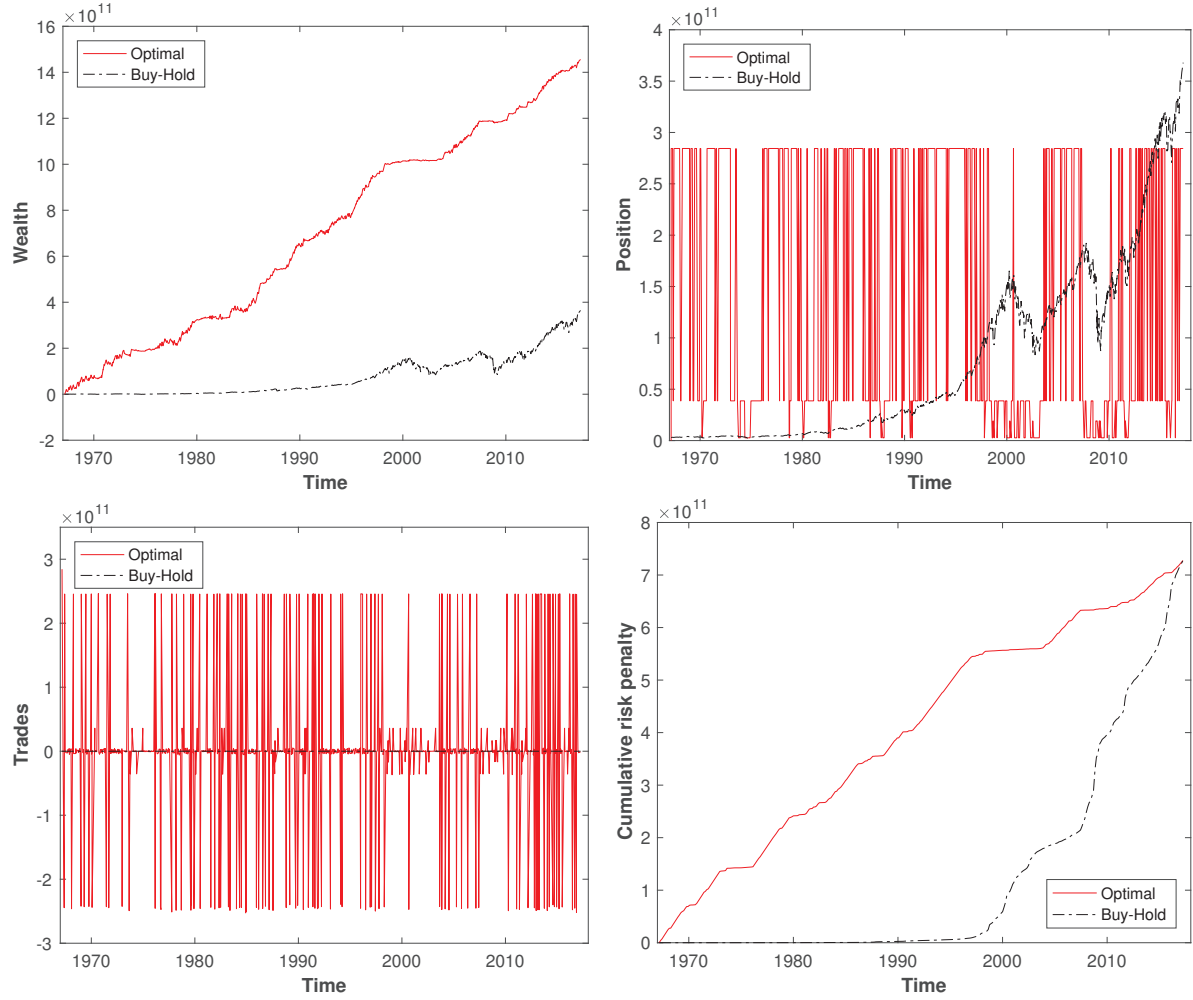 ×10^11
16
14
12
10
8
6
4
2
0
-2
Wealth
Optimal
Buy-Hold
1970 1980 1990 2000 2010
Time
×10^11
4
3.5
3
2.5
2
1.5
1
0.5
0
Position
Optimal
Buy-Hold
1970 1980 1990 2000 2010
Time
×10^11
3
2
1
0
-1
-2
-3
Trades
Optimal
Buy-Hold
1970 1980 1990 2000 2010
Time
×10^11
8
7
6
5
4
3
2
1
0
Cumulative risk penalty
Optimal
Buy-Hold
1970 1980 1990 2000 2010
Time